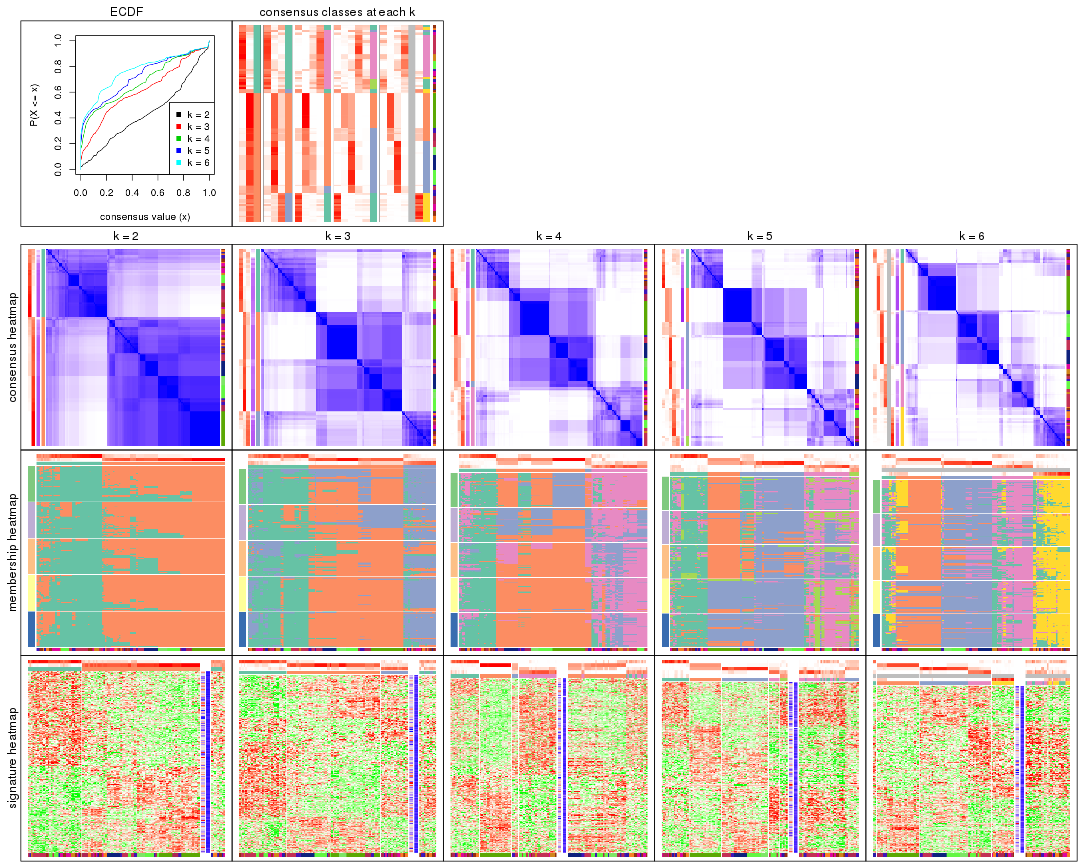 ECDF
consensus classes at each k
P(X <= x)
0.0 0.2 0.4 0.6 0.8 1.0
k = 2
k = 3
k = 4
k = 5
k = 6
0.0 0.2 0.4 0.6 0.8 1.0
consensus value (x)
k = 2 k = 3 k = 4 k = 5 k = 6
consensus heatmap
membership heatmap
signature heatmap